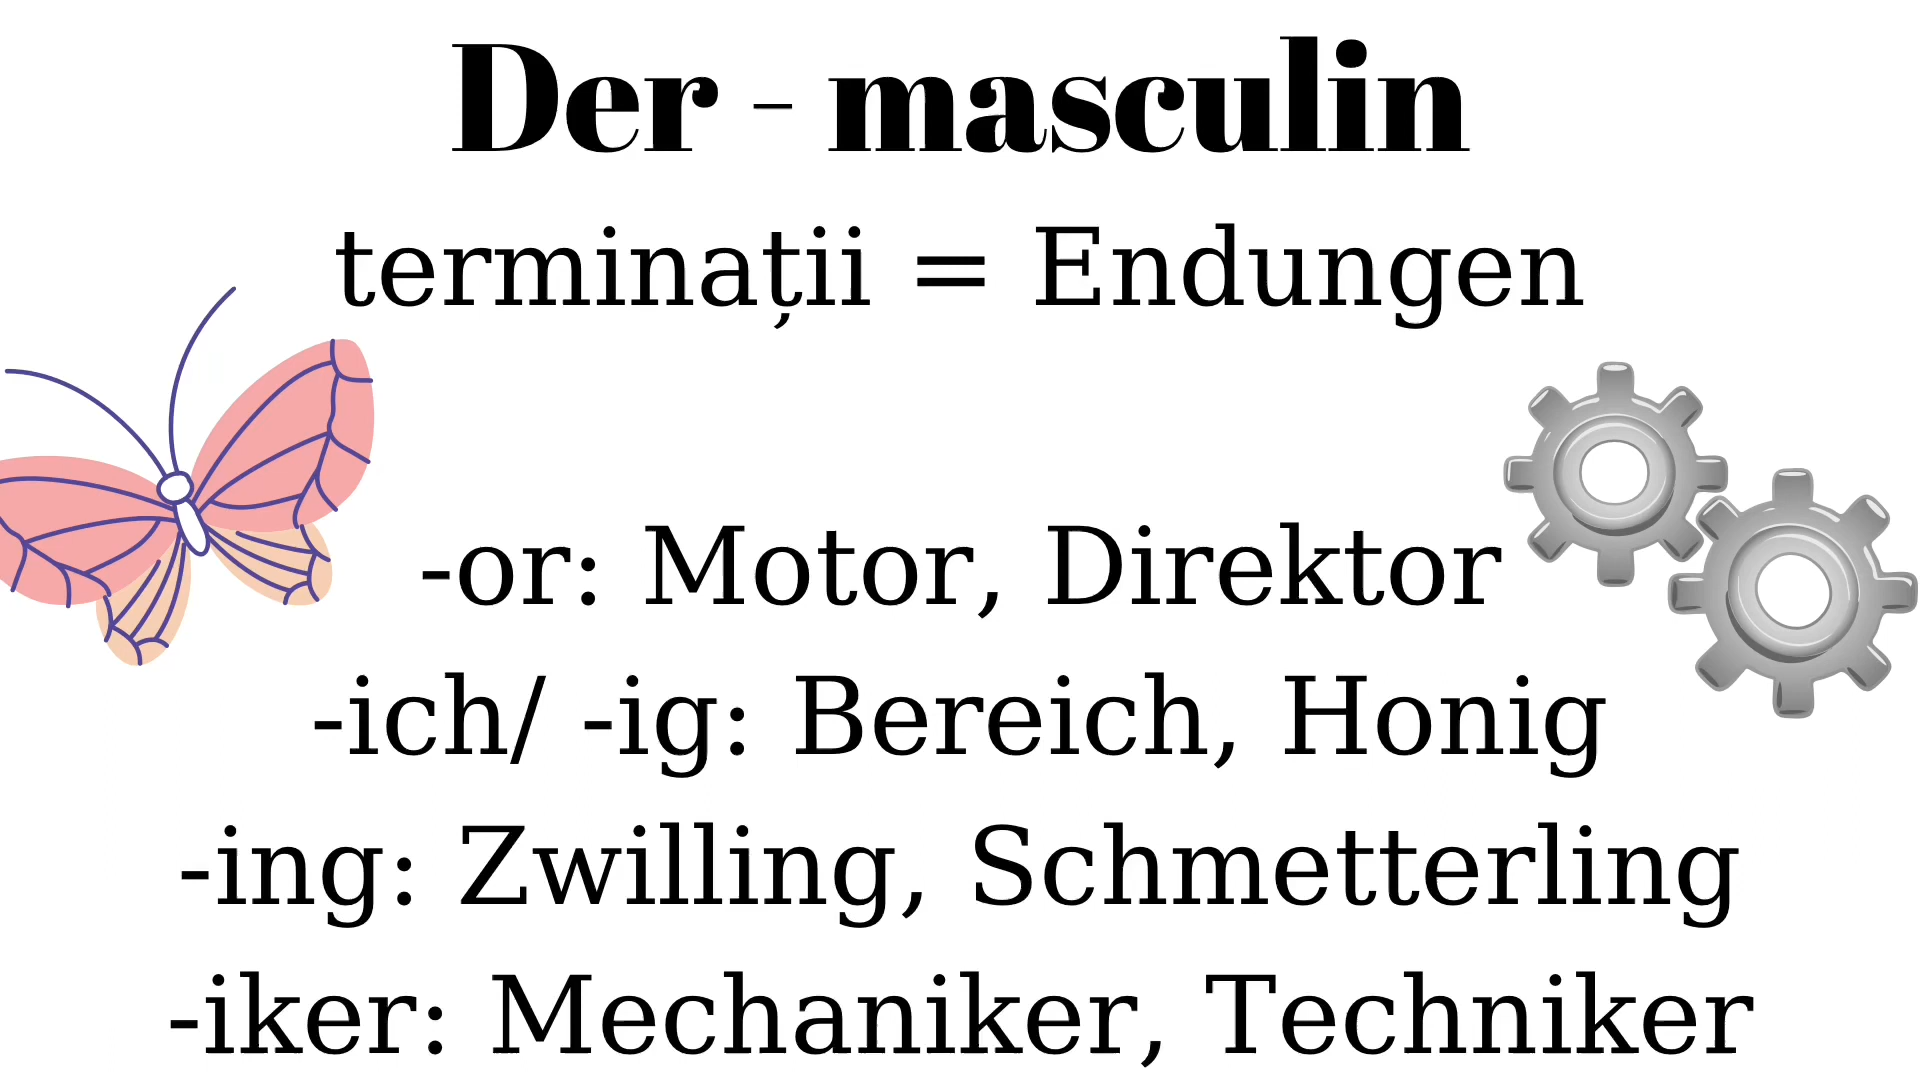 Der - masculin
terminații = Endungen
-or: Motor, Direktor
-ich/ -ig: Bereich, Honig
-ing: Zwilling, Schmetterling
-iker: Mechaniker, Techniker